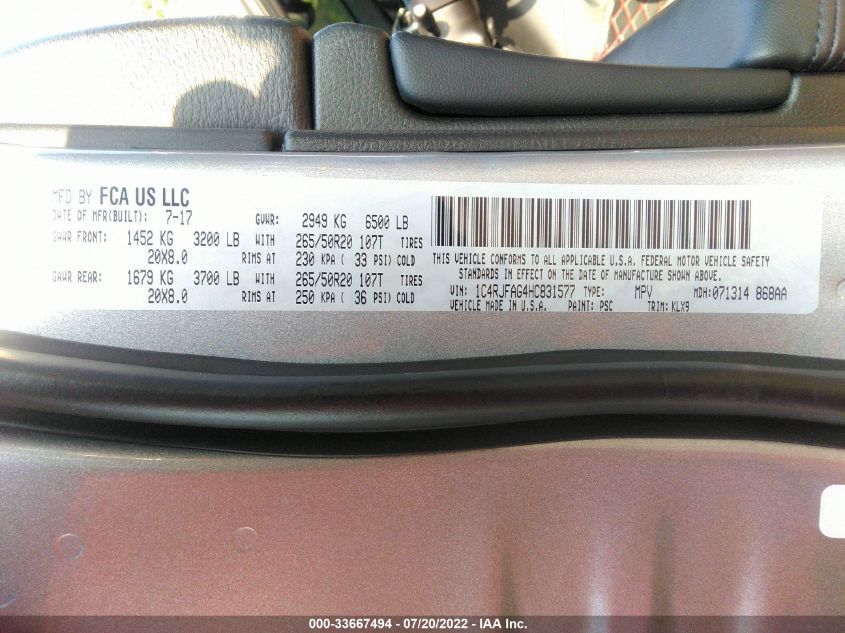 MFD BY FCA US LLC
DATE OF MFR(BUILT): 7-17 GVWR: 2949 KG 6500 LB
GAWR FRONT: 1452 KG 3200 LB WITH 265/50R20 107T TIRES
20X8.0 RIMS AT 230 KPA ( 33 PSI) COLD
GAWR REAR: 1679 KG 3700 LB WITH 265/50R20 107T TIRES
20X8.0 RIMS AT 250 KPA ( 36 PSI) COLD
THIS VEHICLE CONFORMS TO ALL APPLICABLE U.S.A. FEDERAL MOTOR VEHICLE SAFETY
STANDARDS IN EFFECT ON THE DATE OF MANUFACTURE SHOWN ABOVE.
VIN: 1C4RJFAG4HC831577 TYPE: MPV MDH:071314 868AA
VEHICLE MADE IN U.S.A. PAINT: PSC TRIM: KLX9
000-33667494 - 07/20/2022 - IAA Inc.